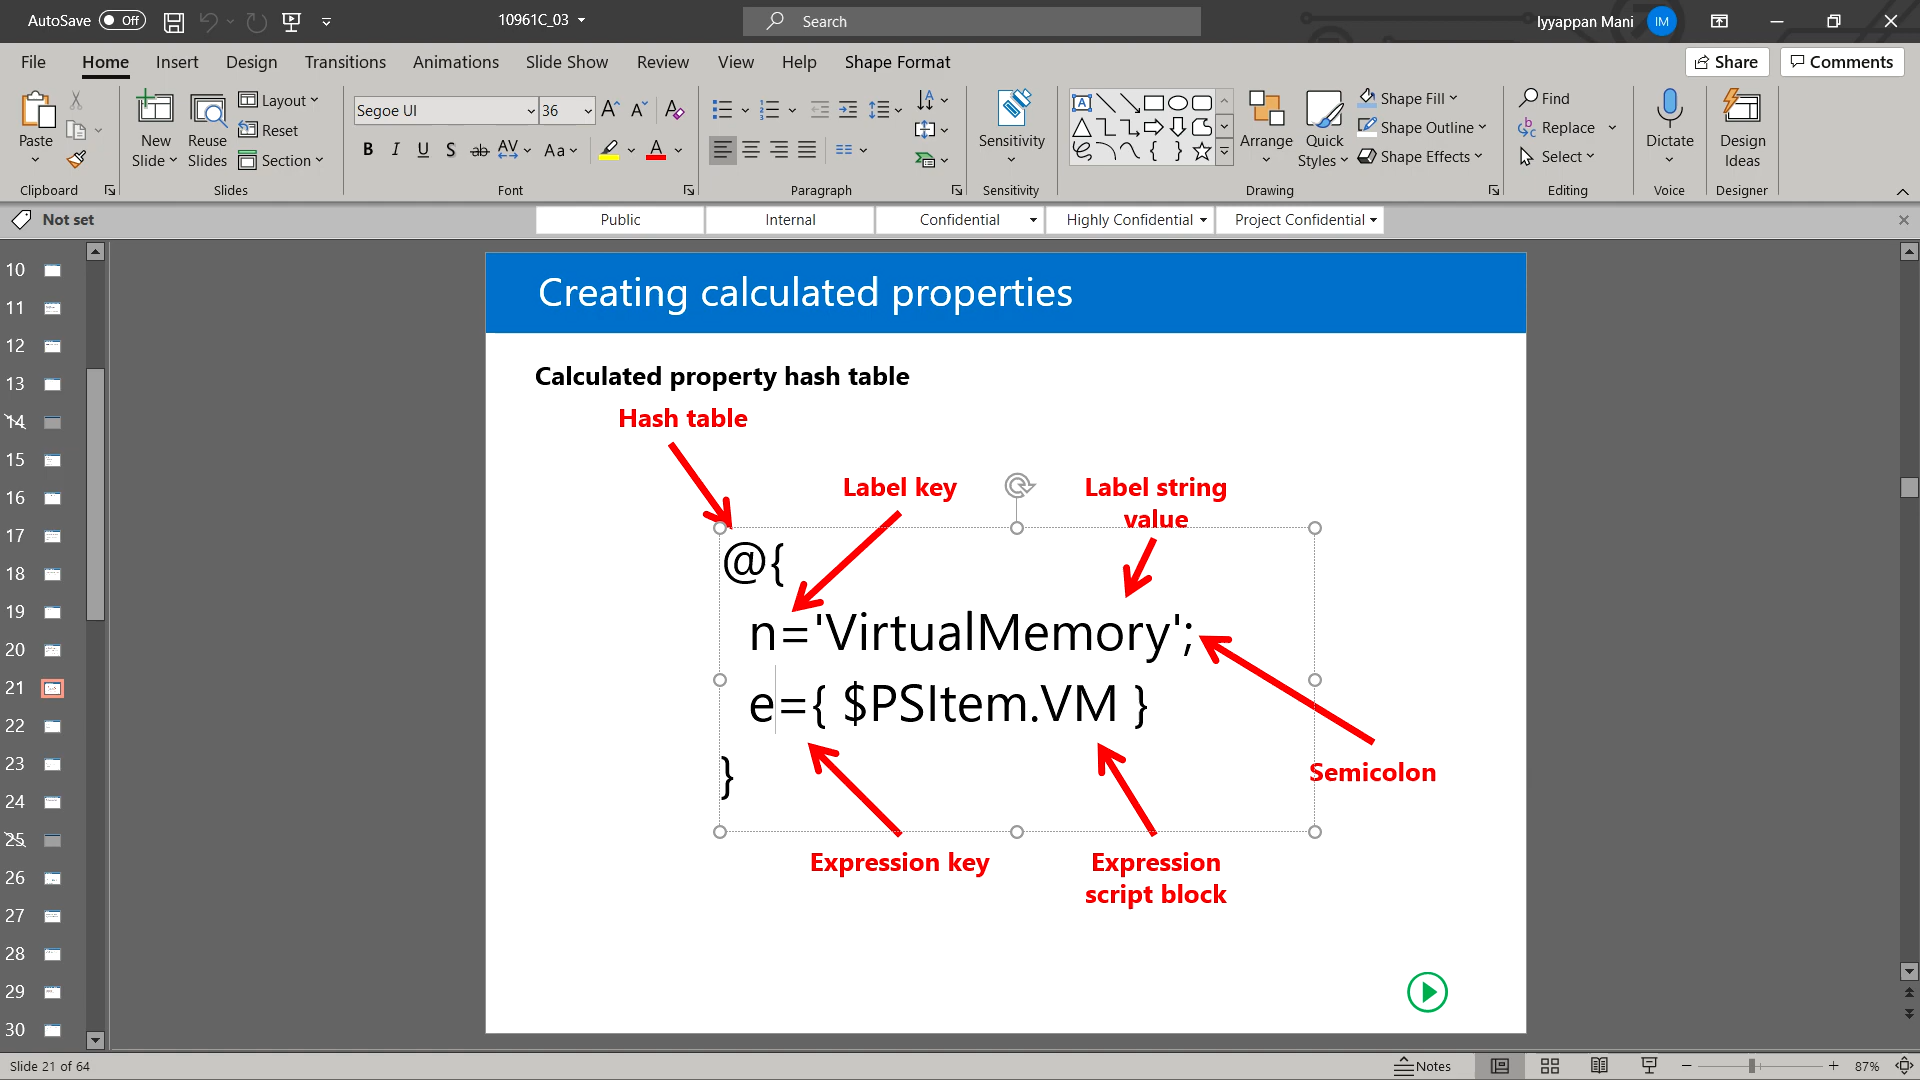 AutoSave Off
10961C_03
Search
Iyyappan Mani IM
File Home Insert Design Transitions Animations Slide Show Review View Help Shape Format
Share Comments
Paste
Clipboard
New Slide
Reuse Slides
Layout
Reset
Section
Slides
Segoe UI 36
B I U S ab AV Aa A
Font
Paragraph
Sensitivity
Sensitivity
Arrange
Quick Styles
Shape Fill
Shape Outline
Shape Effects
Drawing
Find
Replace
Select
Editing
Dictate
Voice
Design Ideas
Designer
Not set
Public Internal Confidential Highly Confidential Project Confidential
10
11
12
13
14
15
16
17
18
19
20
21
22
23
24
25
26
27
28
29
30
Creating calculated properties
Calculated property hash table
Hash table
Label key
Label string
value
@{
n='VirtualMemory';
e={ $PSItem.VM }
}
Semicolon
Expression key
Expression
script block
Slide 21 of 64
Notes
87%